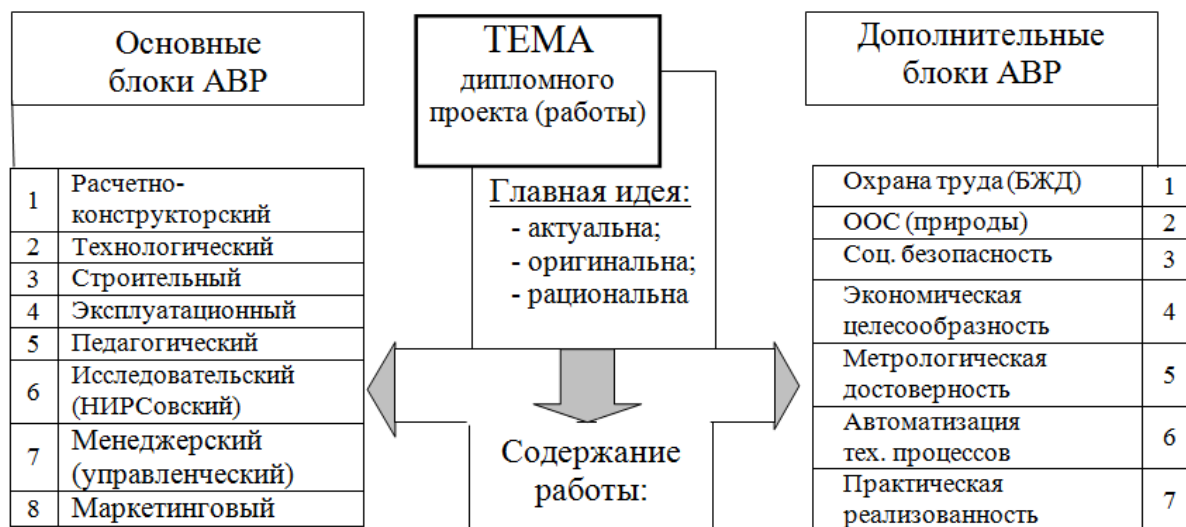 Основные
блоки АВР
ТЕМА
дипломного
проекта (работы)
Дополнительные
блоки АВР
1 Расчетно-
конструкторский
2 Технологический
3 Строительный
4 Эксплуатационный
5 Педагогический
6 Исследовательский
(НИРСовский)
7 Менеджерский
(управленческий)
8 Маркетинговый
Главная идея:
- актуальна;
- оригинальна;
- рациональна
Содержание
работы:
Охрана труда (БЖД) 1
ООС (природы) 2
Соц. безопасность 3
Экономическая
целесообразность 4
Метрологическая
достоверность 5
Автоматизация
тех. процессов 6
Практическая
реализованность 7